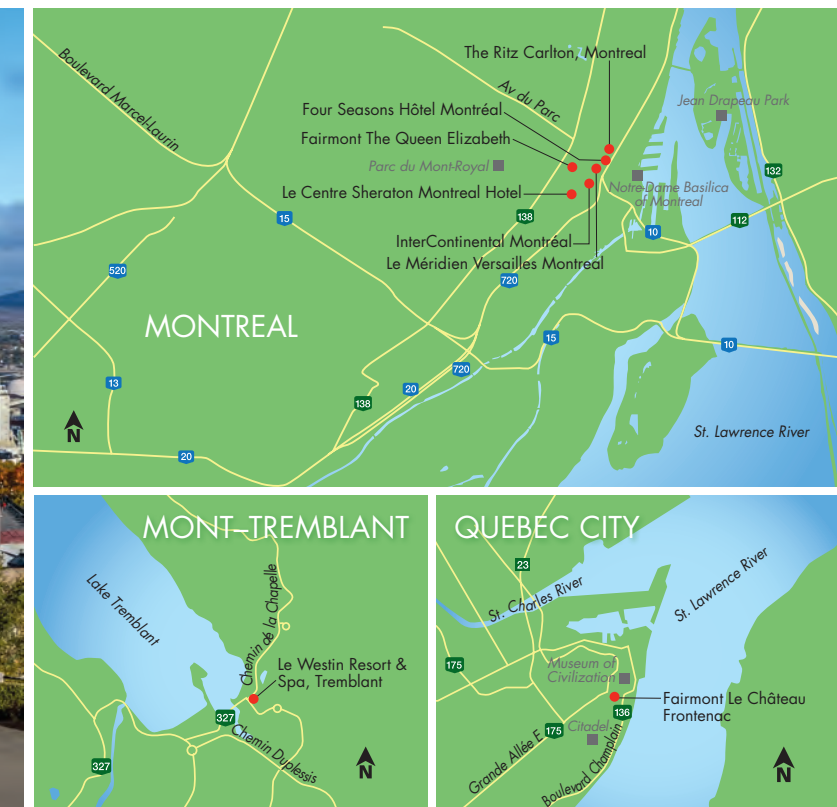 The Ritz Carlton, Montreal
Boulevard Marcel-Laurin
Av du Parc
Jean Drapeau Park
Four Seasons Hôtel Montréal
Fairmont The Queen Elizabeth
Parc du Mont-Royal
132
Notre-Dame Basilica
of Montreal
Le Centre Sheraton Montreal Hotel
15
138
112
10
InterContinental Montréal
Le Méridien Versailles Montreal
520
720
MONTREAL
15
10
720
13
20
138
N
St. Lawrence River
20
MONT–TREMBLANT
Lake Tremblant
Chemin de la Chapelle
Le Westin Resort &
Spa, Tremblant
327
Chemin Duplessis
327
N
QUEBEC CITY
23
St. Charles River
St. Lawrence River
175
Museum of
Civilization
Fairmont Le Château
Frontenac
136
175
Citadel
Grande Allée E
Boulevard Champlain
N